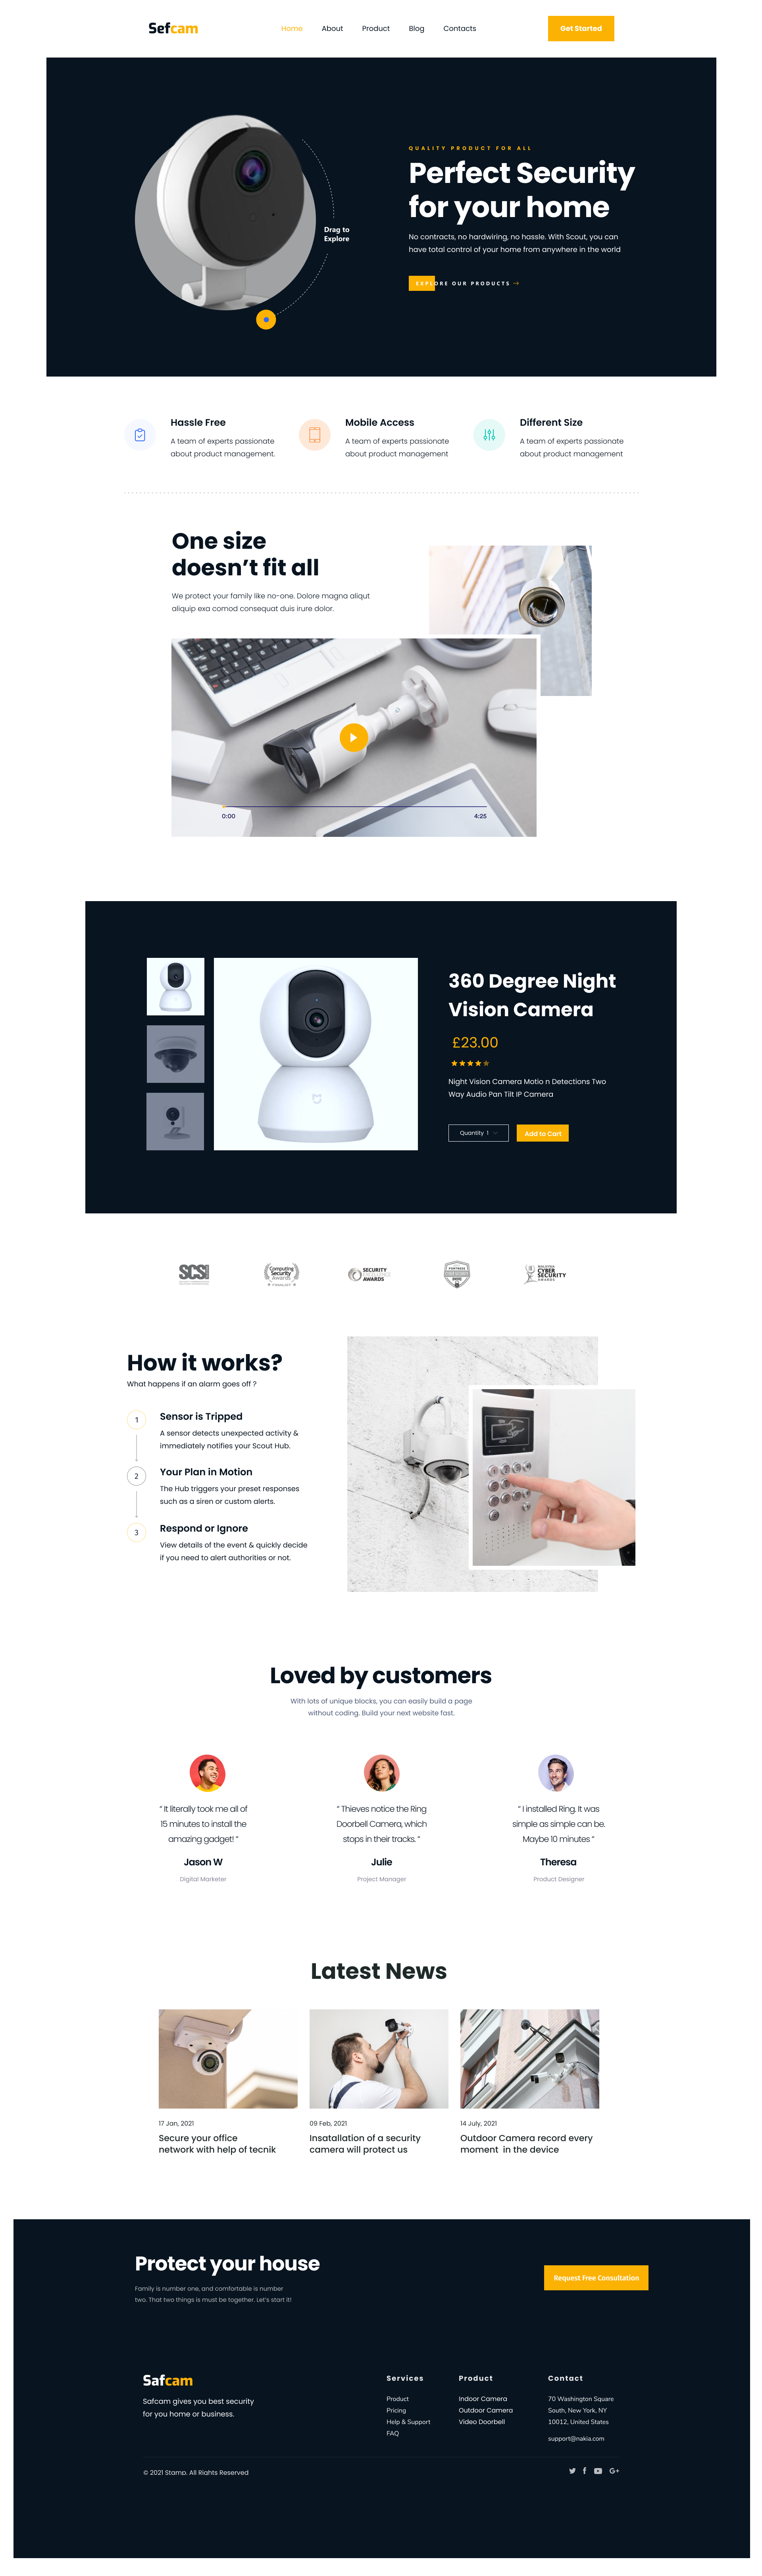 Sefcam
Home About Product Blog Contacts
Get Started
QUALITY PRODUCT FOR ALL
Perfect Security
for your home
No contracts, no hardwiring, no hassle. With Scout, you can
have total control of your home from anywhere in the world
EXPLORE OUR PRODUCTS →
Drag to
Explore
Hassle Free
A team of experts passionate
about product management.
Mobile Access
A team of experts passionate
about product management
Different Size
A team of experts passionate
about product management
One size
doesn’t fit all
We protect your family like no-one. Dolore magna aliqut
aliquip exa comod consequat duis irure dolor.
0:00 4:25
360 Degree Night
Vision Camera
£23.00
Night Vision Camera Motio n Detections Two
Way Audio Pan Tilt IP Camera
Quantity 1
Add to Cart
SCSI
Computing
Security
Awards
FINALIST
SECURITY
AWARDS
FORTRESS
2020
CYBER
SECURITY
AWARDS
How it works?
What happens if an alarm goes off ?
1
Sensor is Tripped
A sensor detects unexpected activity &
immediately notifies your Scout Hub.
2
Your Plan in Motion
The Hub triggers your preset responses
such as a siren or custom alerts.
3
Respond or Ignore
View details of the event & quickly decide
if you need to alert authorities or not.
Loved by customers
With lots of unique blocks, you can easily build a page
without coding. Build your next website fast.
“ It literally took me all of
15 minutes to install the
amazing gadget! “
Jason W
Digital Marketer
“ Thieves notice the Ring
Doorbell Camera, which
stops in their tracks. “
Julie
Project Manager
“ I installed Ring. It was
simple as simple can be.
Maybe 10 minutes “
Theresa
Product Designer
Latest News
17 Jan, 2021
Secure your office
network with help of tecnik
09 Feb, 2021
Insatallation of a security
camera will protect us
14 July, 2021
Outdoor Camera record every
moment in the device
Protect your house
Family is number one, and comfortable is number
two. That two things is must be together. Let’s start it!
Request Free Consultation
Safcam
Safcam gives you best security
for you home or business.
Services
Product
Pricing
Help & Support
FAQ
Product
Indoor Camera
Outdoor Camera
Video Doorbell
Contact
70 Washington Square
South, New York, NY
10012, United States
support@nakia.com
© 2021 Stamp. All Rights Reserved